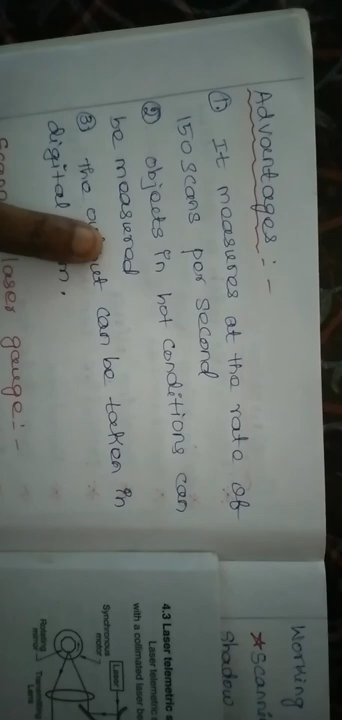 Advantages:-
① It measures at the rate of
150 scans per second
② objects in hot conditions can
be measured
③ The can be taken in
digital
laser gauge:-
Working
*Scanni
Shadow
4.3 Laser telemetric
Laser telemetric
with a collimated laser be
Synchronous
motor
Laser
Rotating
mirror
Transmitting
Lens